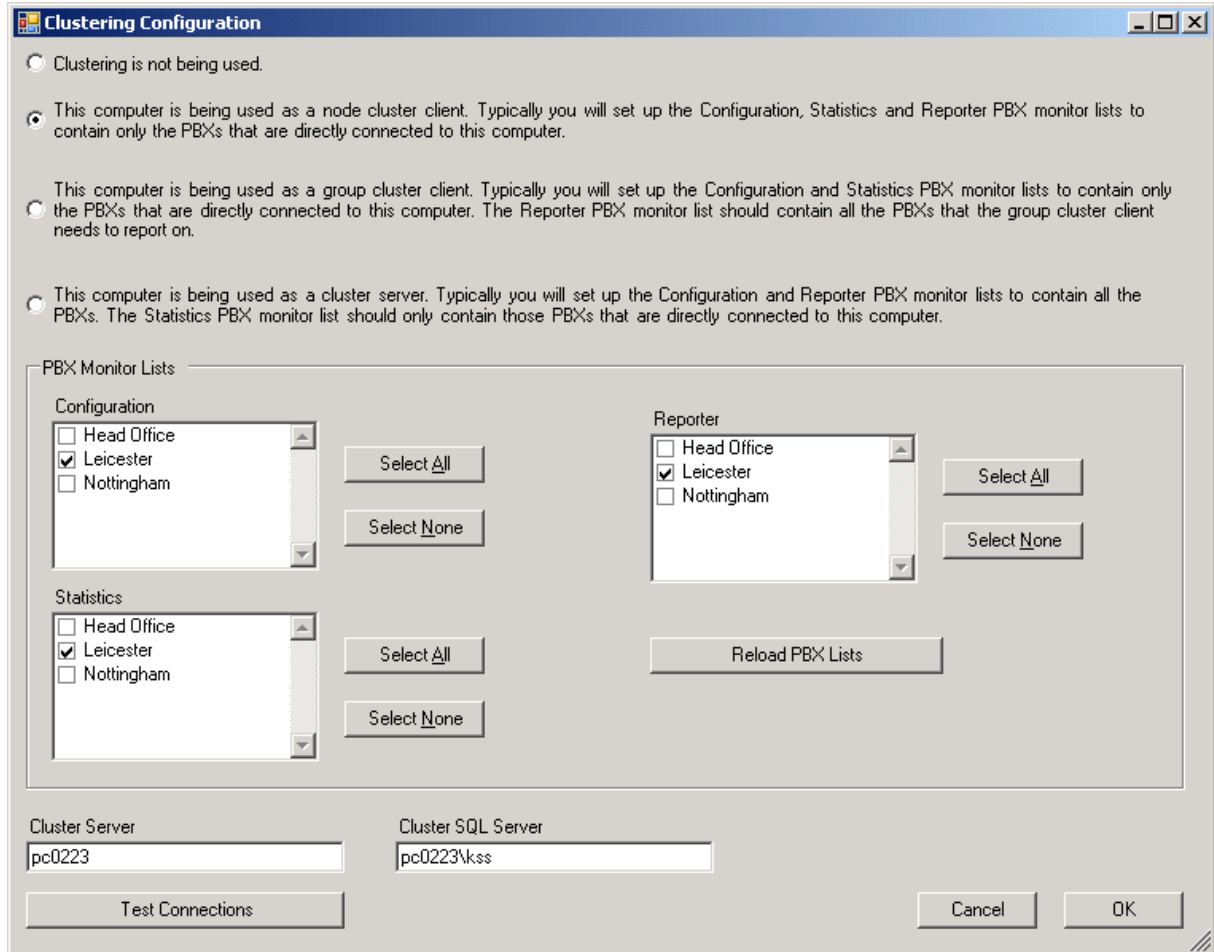 Clustering Configuration
Clustering is not being used.
This computer is being used as a node cluster client. Typically you will set up the Configuration, Statistics and Reporter PBX monitor lists to
contain only the PBXs that are directly connected to this computer.
This computer is being used as a group cluster client. Typically you will set up the Configuration and Statistics PBX monitor lists to contain only
the PBXs that are directly connected to this computer. The Reporter PBX monitor list should contain all the PBXs that the group cluster client
needs to report on.
This computer is being used as a cluster server. Typically you will set up the Configuration and Reporter PBX monitor lists to contain all the
PBXs. The Statistics PBX monitor list should only contain those PBXs that are directly connected to this computer.
PBX Monitor Lists
Configuration
Head Office
Leicester
Nottingham
Select All
Select None
Reporter
Head Office
Leicester
Nottingham
Select All
Select None
Statistics
Head Office
Leicester
Nottingham
Select All
Select None
Reload PBX Lists
Cluster Server
pc0223
Cluster SQL Server
pc0223\kss
Test Connections
Cancel
OK